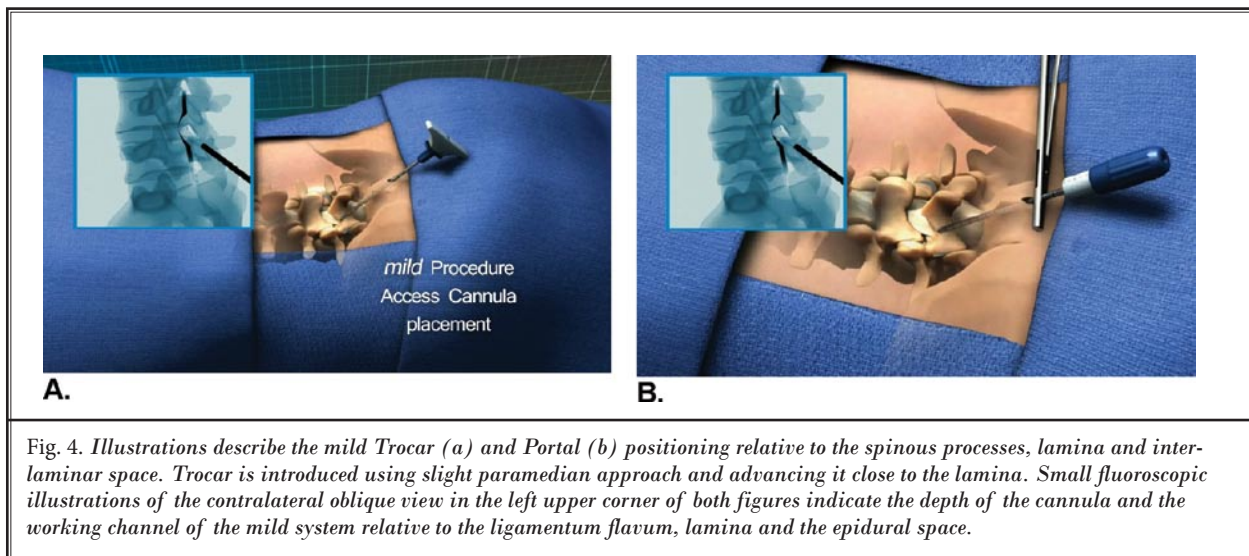 mild Procedure
Access Cannula
placement
A.
B.
Fig. 4. Illustrations describe the mild Trocar (a) and Portal (b) positioning relative to the spinous processes, lamina and inter-
laminar space. Trocar is introduced using slight paramedian approach and advancing it close to the lamina. Small fluoroscopic
illustrations of the contralateral oblique view in the left upper corner of both figures indicate the depth of the cannula and the
working channel of the mild system relative to the ligamentum flavum, lamina and the epidural space.